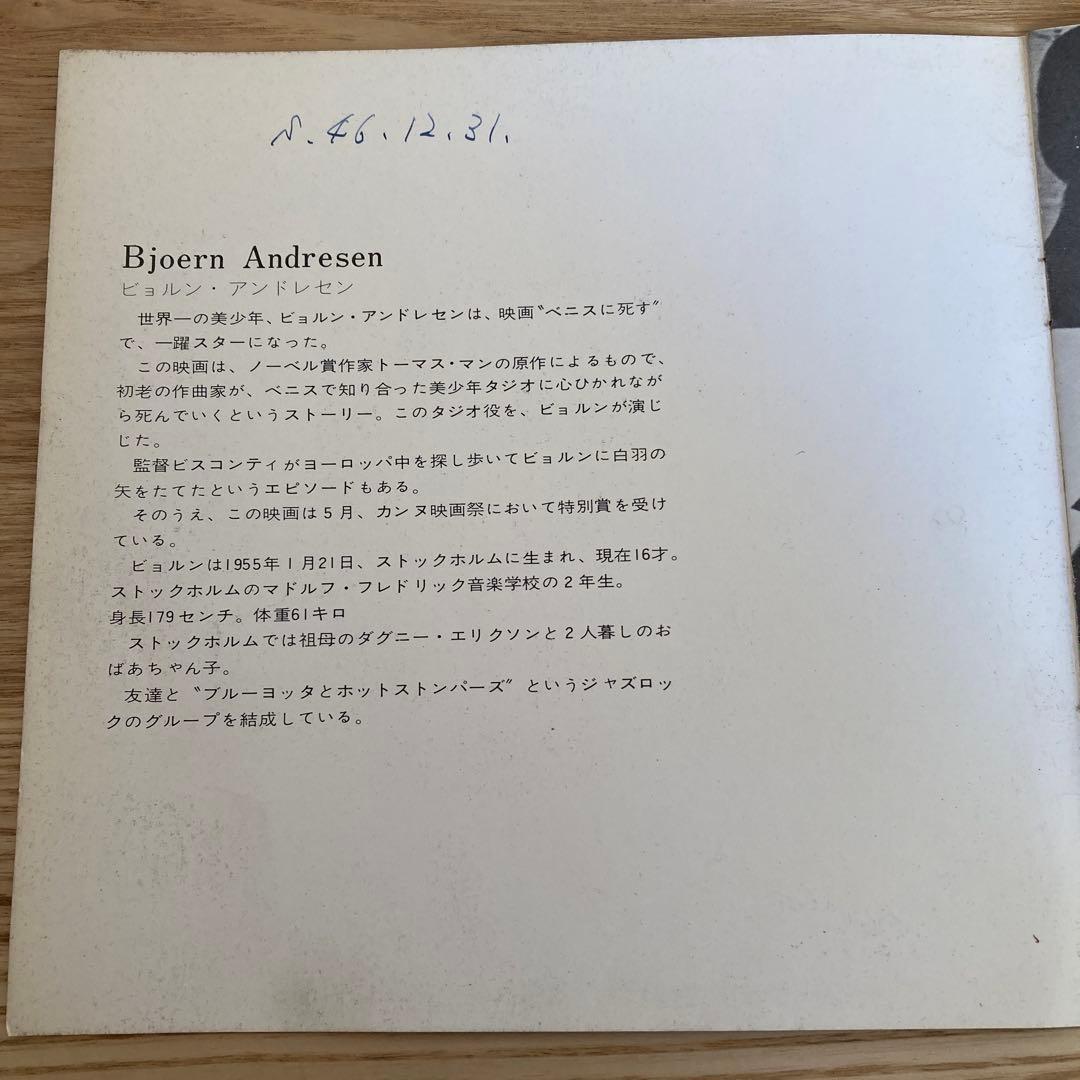 S.46.12.31.
Bjoern Andresen
ビョルン・アンドレセン
世界一の美少年、ビョルン・アンドレセンは、映画〝ベニスに死す〟
で、一躍スターになった。
この映画は、ノーベル賞作家トーマス・マンの原作によるもので、
初老の作曲家が、ベニスで知り合った美少年タジオに心ひかれなが
ら死んでいくというストーリー。このタジオ役を、ビョルンが演じ
じた。
監督ビスコンティがヨーロッパ中を探し歩いてビョルンに白羽の
矢をたてたというエピソードもある。
そのうえ、この映画は5月、カンヌ映画祭において特別賞を受け
ている。
ビョルンは1955年1月21日、ストックホルムに生まれ、現在16才。
ストックホルムのマドルフ・フレドリック音楽学校の2年生。
身長179センチ。体重61キロ
ストックホルムでは祖母のダグニー・エリクソンと2人暮しのお
ばあちゃん子。
友達と〝ブルーヨッタとホットストンパーズ〟というジャズロッ
クのグループを結成している。